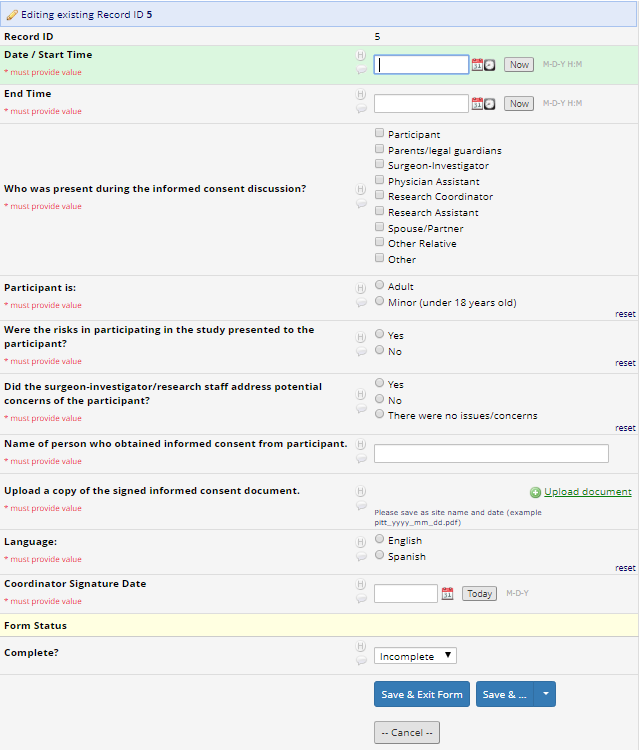 Editing existing Record ID 5
Record ID 5
Date / Start Time
* must provide value
H
31
Now M-D-Y H:M
End Time
* must provide value
H
31
Now M-D-Y H:M
Who was present during the informed consent discussion?
* must provide value
H
Participant
Parents/legal guardians
Surgeon-Investigator
Physician Assistant
Research Coordinator
Research Assistant
Spouse/Partner
Other Relative
Other
Participant is:
* must provide value
H
Adult
Minor (under 18 years old)
reset
Were the risks in participating in the study presented to the
participant?
* must provide value
H
Yes
No
reset
Did the surgeon-investigator/research staff address potential
concerns of the participant?
* must provide value
H
Yes
No
There were no issues/concerns
reset
Name of person who obtained informed consent from participant.
* must provide value
H
Upload a copy of the signed informed consent document.
* must provide value
H
Upload document
Please save as site name and date (example
pitt_yyyy_mm_dd.pdf)
Language:
* must provide value
H
English
Spanish
reset
Coordinator Signature Date
* must provide value
H
31
Today M-D-Y
Form Status
Complete?
H
Incomplete
Save & Exit Form Save & ...
-- Cancel --